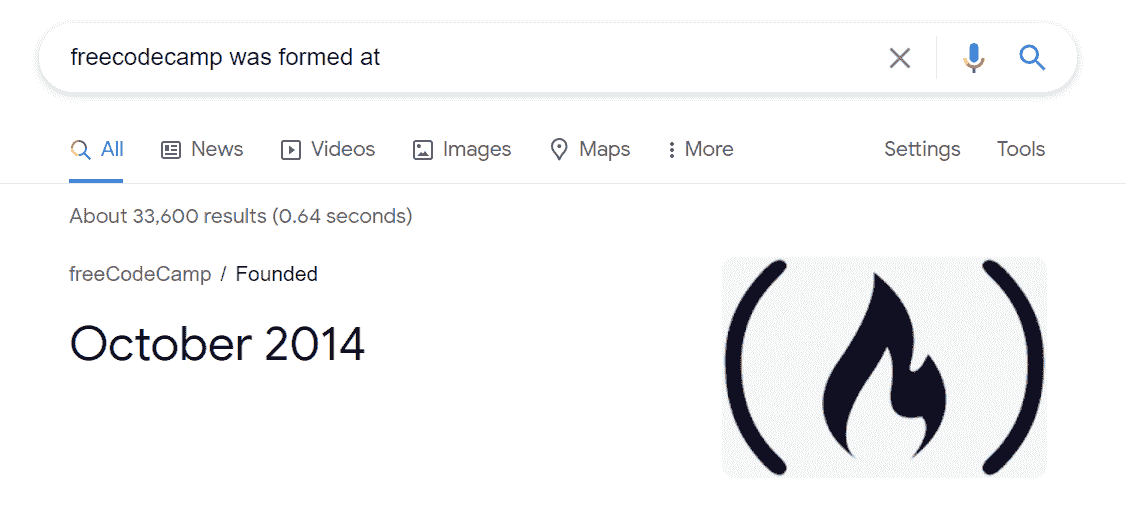 freecodecamp was formed at
All News Videos Images Maps More Settings Tools
About 33,600 results (0.64 seconds)
freeCodeCamp / Founded
October 2014